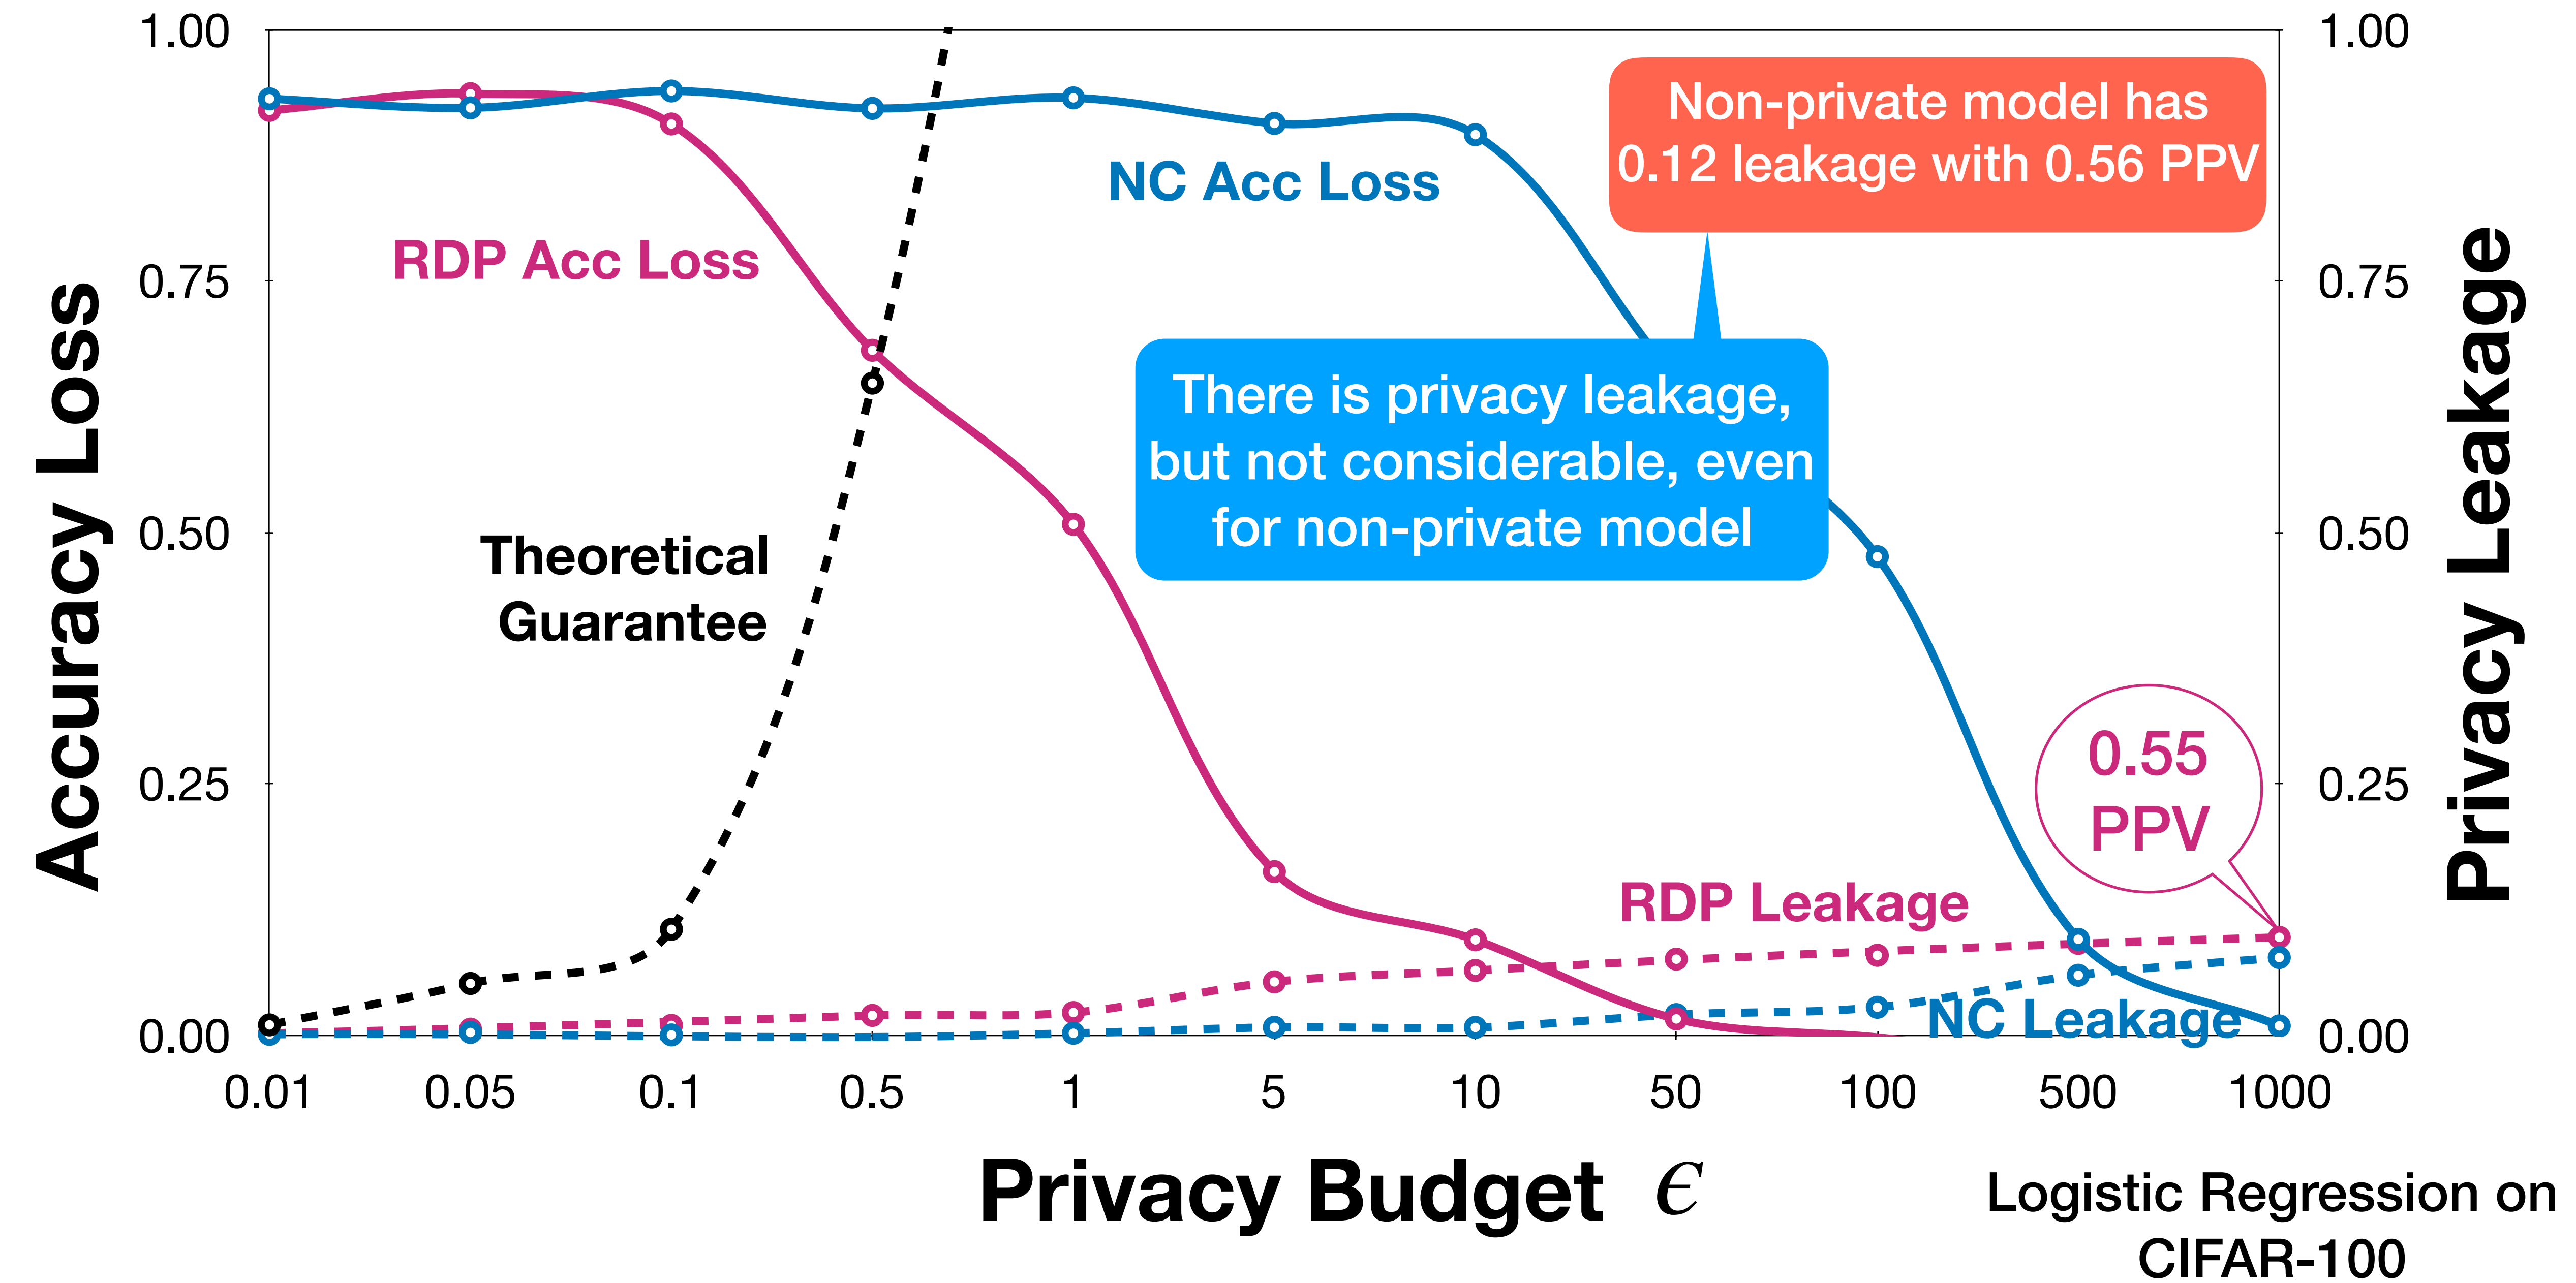 1.00
0.75
0.50
0.25
0.00
Accuracy Loss
1.00
0.75
0.50
0.25
0.00
Privacy Leakage
Non-private model has
0.12 leakage with 0.56 PPV
NC Acc Loss
RDP Acc Loss
There is privacy leakage,
but not considerable, even
for non-private model
Theoretical
Guarantee
0.55
PPV
RDP Leakage
NC Leakage
0.01 0.05 0.1 0.5 1 5 10 50 100 500 1000
Privacy Budget ϵ
Logistic Regression on
CIFAR-100